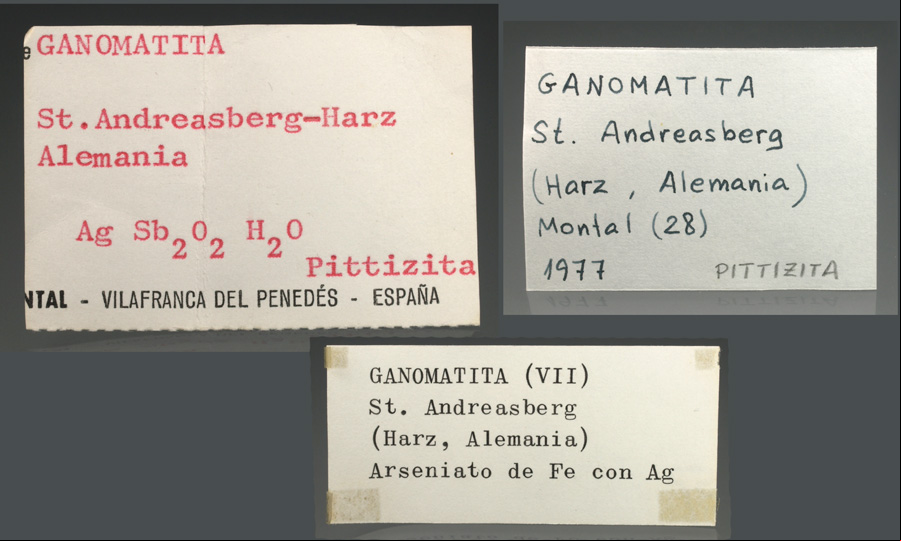 GANOMATITA
St.Andreasberg-Harz
Alemania
Ag Sb2O2 H2O
Pittizita
NTAL - VILAFRANCA DEL PENEDÉS - ESPAÑA
GANOMATITA
St. Andreasberg
(Harz, Alemania)
Montal (28)
1977 PITTIZITA
GANOMATITA (VII)
St. Andreasberg
(Harz, Alemania)
Arseniato de Fe con Ag